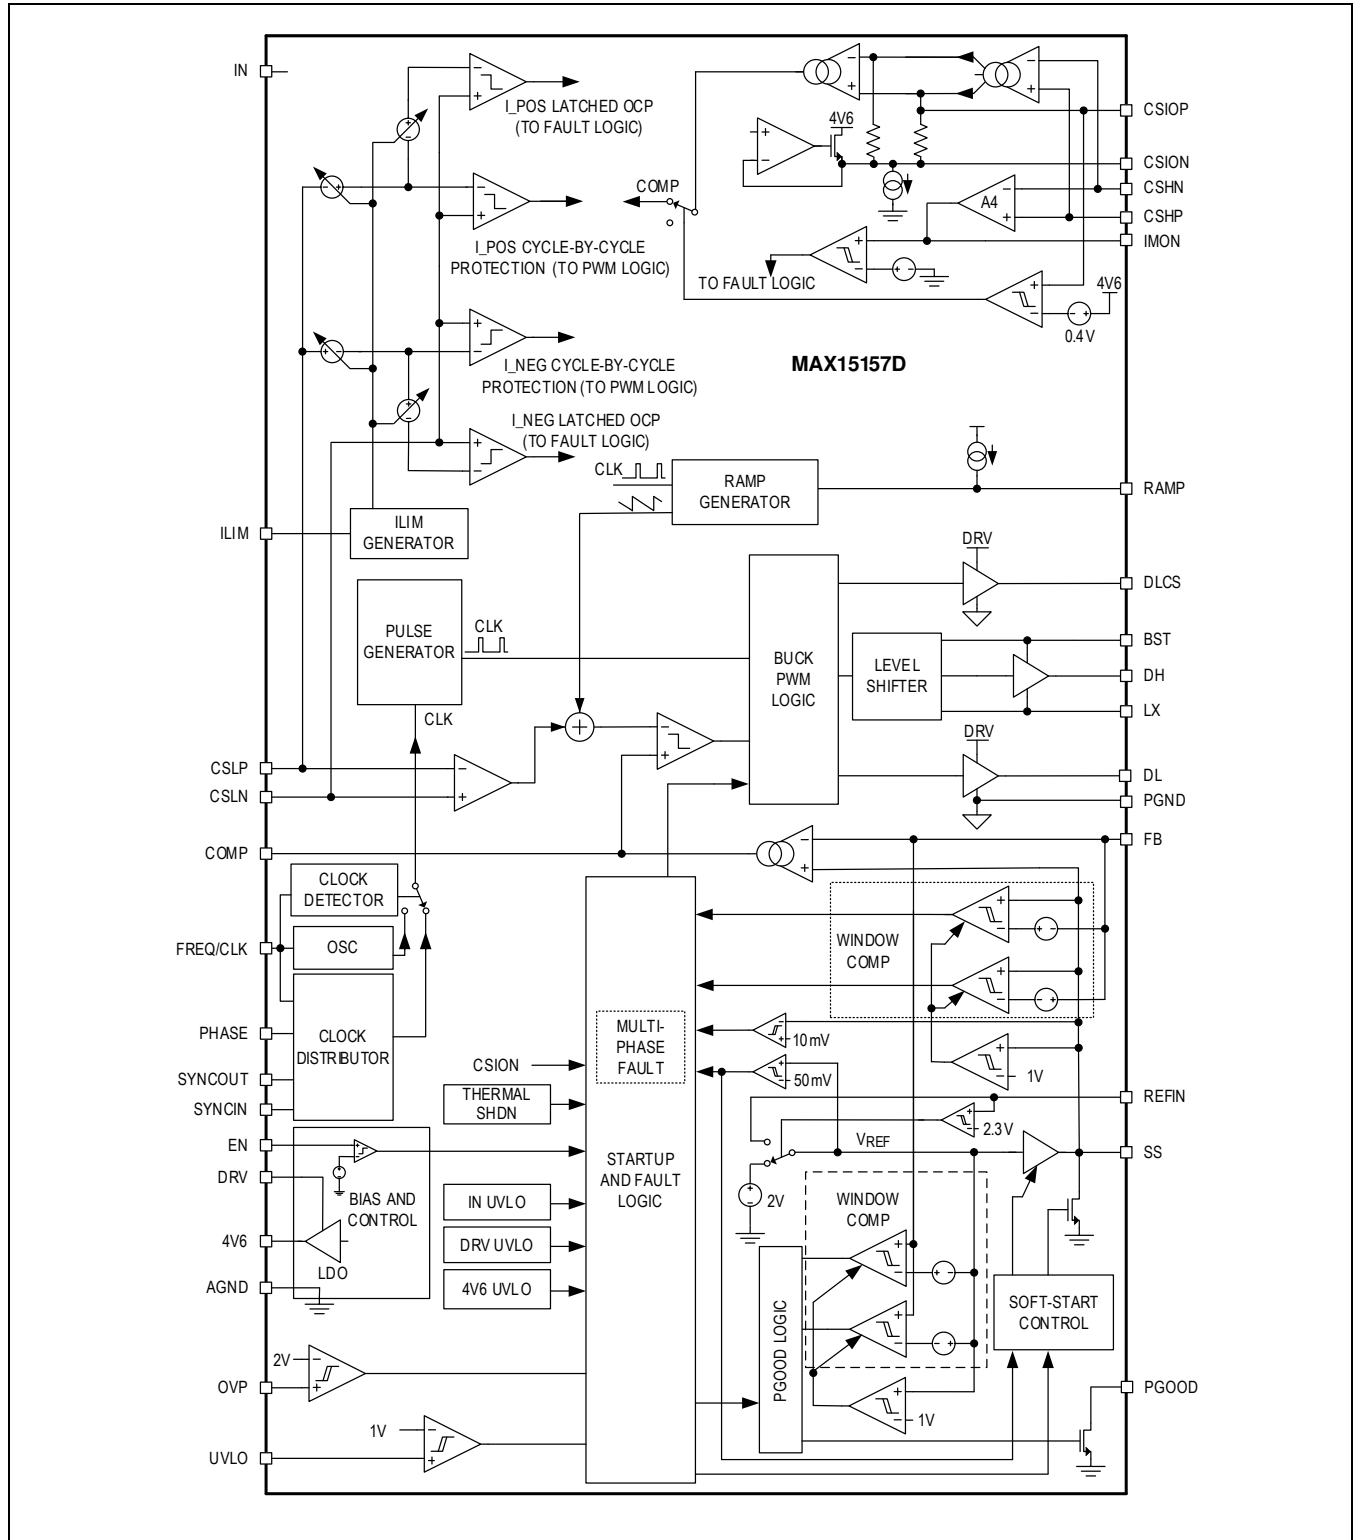 IN
I_POS LATCHED OCP
(TO FAULT LOGIC)
4V6
CSIOP
CSION
CSHN
COMP
A4
CSHP
IMON
I_POS CYCLE-BY-CYCLE
PROTECTION (TO PWM LOGIC)
TO FAULT LOGIC
4V6
0.4V
MAX15157D
I_NEG CYCLE-BY-CYCLE
PROTECTION (TO PWM LOGIC)
I_NEG LATCHED OCP
(TO FAULT LOGIC)
CLK
RAMP
GENERATOR
RAMP
ILIM
ILIM
GENERATOR
DRV
DLCS
PULSE
GENERATOR
CLK
BUCK
PWM
LOGIC
LEVEL
SHIFTER
BST
DH
LX
CLK
DRV
CSLP
CSLN
DL
PGND
COMP
FB
CLOCK
DETECTOR
FREQ/CLK
OSC
WINDOW
COMP
PHASE
CLOCK
DISTRIBUTOR
SYNCOUT
SYNCIN
MULTI-
PHASE
FAULT
10mV
50mV
1V
CSION
THERMAL
SHDN
REFIN
2.3V
EN
DRV
BIAS AND
CONTROL
4V6
LDO
AGND
STARTUP
AND FAULT
LOGIC
VREF
SS
2V
WINDOW
COMP
IN UVLO
DRV UVLO
4V6 UVLO
PGOOD LOGIC
SOFT-START
CONTROL
2V
OVP
1V
PGOOD
1V
UVLO